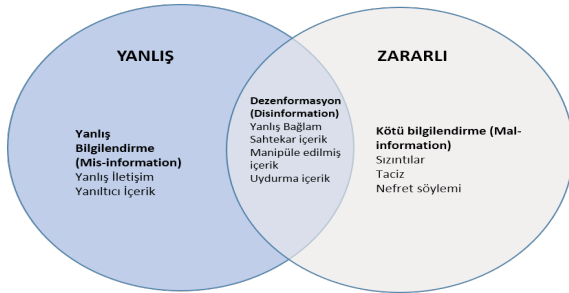 YANLIŞ
ZARARLI
Yanlış
Bilgilendirme
(Mis-information)
Yanlış İletişim
Yanıltıcı İçerik
Dezenformasyon
(Disinformation)
Yanlış Bağlam
Sahtekar içerik
Manipüle edilmiş
içerik
Uydurma içerik
Kötü bilgilendirme (Mal-
information)
Sızıntılar
Taciz
Nefret söylemi